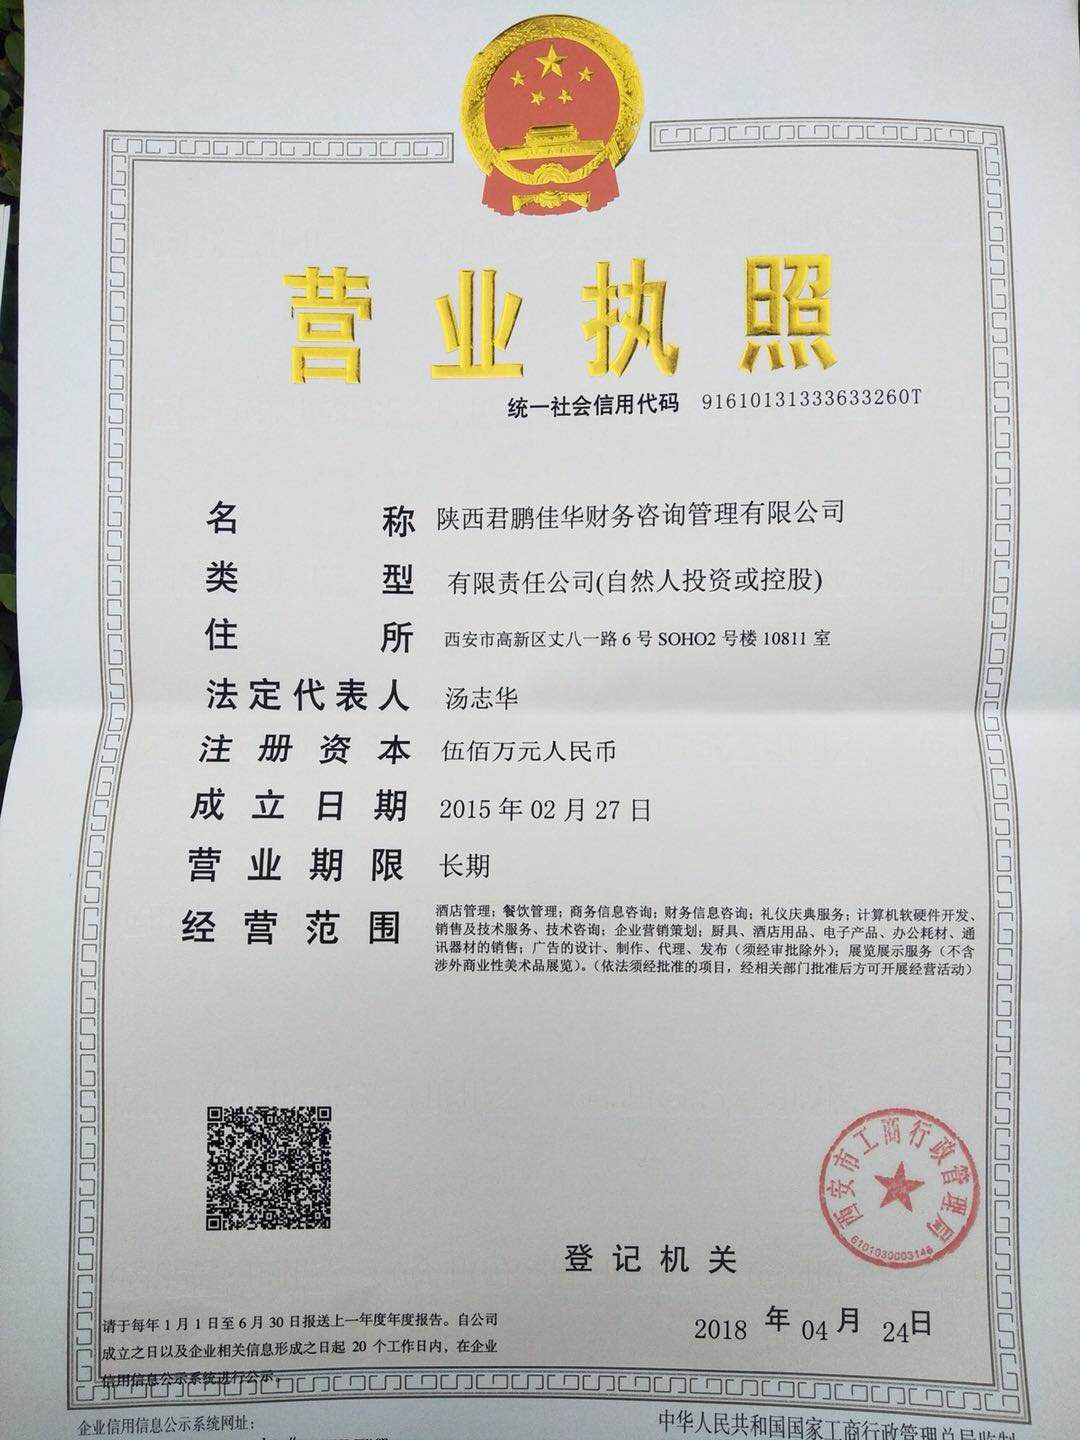 营业执照
统一社会信用代码 91610131333633260T
名称 陕西君鹏佳华财务咨询管理有限公司
类型 有限责任公司(自然人投资或控股)
住所 西安市高新区丈八一路6号SOHO2号楼10811室
法定代表人 汤志华
注册资本 伍佰万元人民币
成立日期 2015年02月27日
营业期限 长期
经营范围 酒店管理；餐饮管理；商务信息咨询；财务信息咨询；礼仪庆典服务；计算机软硬件开发、
销售及技术服务、技术咨询；企业营销策划；厨具、酒店用品、电子产品、办公耗材、通
讯器材的销售；广告的设计、制作、代理、发布（须经审批除外）；展览展示服务（不含
涉外商业性美术品展览）。（依法须经批准的项目，经相关部门批准后方可开展经营活动）
西安市工商行政管理局
6101030003146
登记机关
2018年04月24日
请于每年1月1日至6月30日报送上一年度年度报告。自公司
成立之日以及企业相关信息形成之日起20个工作日内，在企业
信用信息公示系统进行公示。
企业信用信息公示系统网址：
中华人民共和国国家工商行政管理总局监制